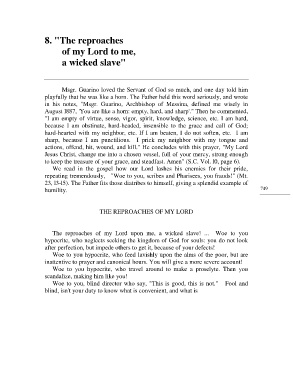 8. "The reproaches
of my Lord to me,
a wicked slave"
Msgr. Guarino loved the Servant of God so much, and one day told him
playfully that he was like a horn. The Father held this word seriously, and wrote
in his notes, "Msgr. Guarino, Archbishop of Messina, defined me wisely in
August 1887, 'You are like a horn: empty, hard, and sharp'." Then he commented,
"I am empty of virtue, sense, vigor, spirit, knowledge, science, etc. I am hard,
because I am obstinate, hard-headed, insensible to the grace and call of God;
hard-hearted with my neighbor, etc. If I am beaten, I do not soften, etc. I am
sharp, because I am punctilious. I prick my neighbor with my tongue and
actions, offend, hit, wound, and kill." He concludes with this prayer, "My Lord
Jesus Christ, change me into a chosen vessel, full of your mercy, strong enough
to keep the treasure of your grace, and steadfast. Amen" (S.C. Vol. 10, page 6).
We read in the gospel how our Lord lashes his enemies for their pride,
repeating tremendously, "Woe to you, scribes and Pharisees, you frauds!" (Mt.
23, 13-15). The Father fits those diatribes to himself, giving a splendid example of
humility.
749
THE REPROACHES OF MY LORD
The reproaches of my Lord upon me, a wicked slave! ... Woe to you
hypocrite, who neglects seeking the kingdom of God for souls: you do not look
after perfection, but impede others to get it, because of your defects!
Woe to you hypocrite, who feed lavishly upon the alms of the poor, but are
inattentive to prayer and canonical hours. You will give a more severe account!
Woe to you hypocrite, who travel around to make a proselyte. Then you
scandalize, making him like you!
Woe to you, blind director who say, "This is good, this is not." Fool and
blind, isn't your duty to know what is convenient, and what is